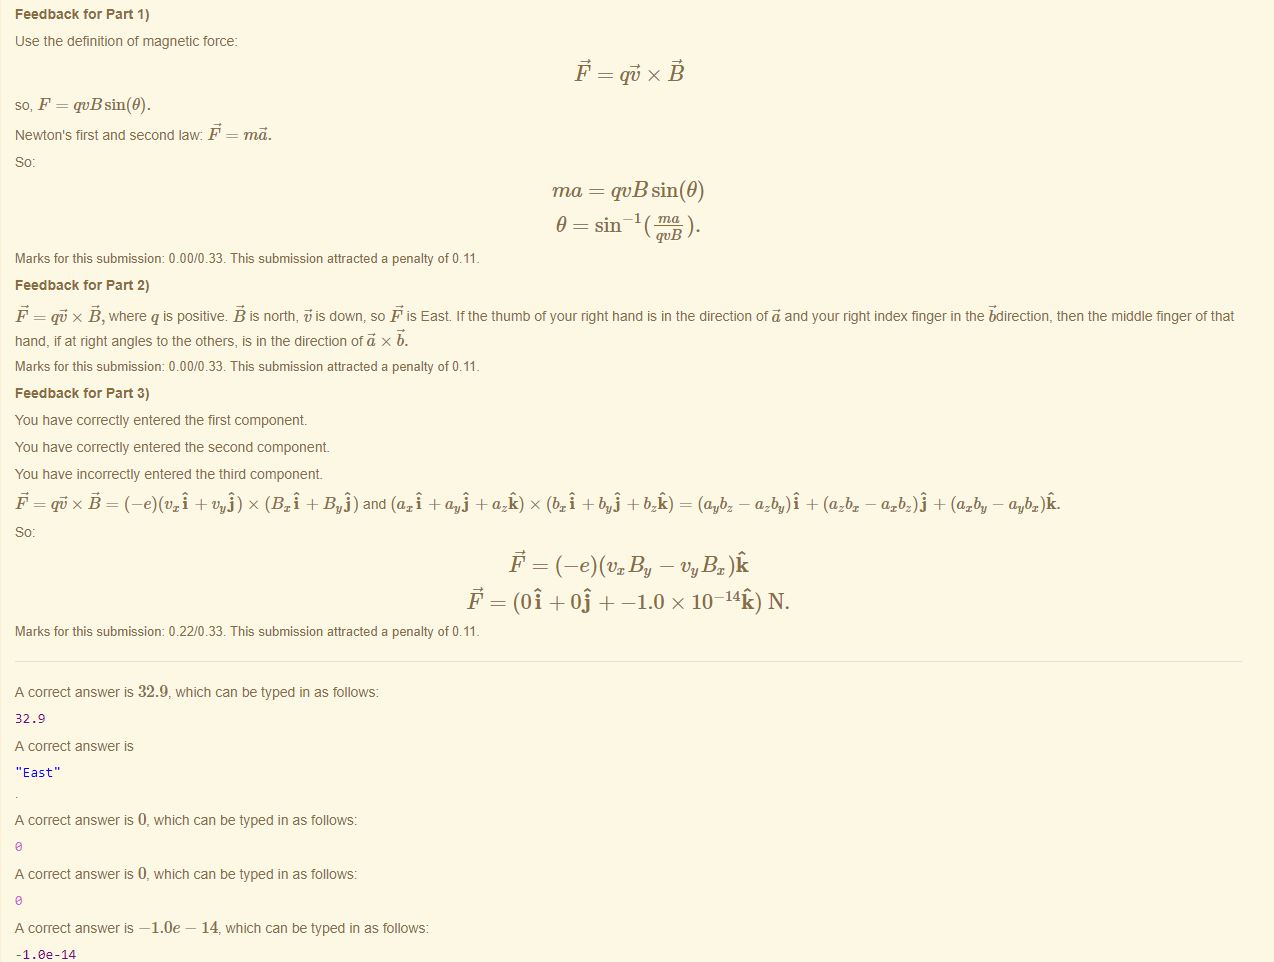 Feedback for Part 1)
Use the definition of magnetic force:
$\vec{F} = q\vec{v} \times \vec{B}$
so, $F = qvB\sin(\theta)$.
Newton's first and second law: $\vec{F} = m\vec{a}$.
So:
$ma = qvB\sin(\theta)$
$\theta = \sin^{-1}(\frac{ma}{qvB})$.
Marks for this submission: 0.00/0.33. This submission attracted a penalty of 0.11.
Feedback for Part 2)
$\vec{F} = q\vec{v} \times \vec{B}$, where $q$ is positive. $\vec{B}$ is north, $\vec{v}$ is down, so $\vec{F}$ is East. If the thumb of your right hand is in the direction of $\vec{a}$ and your right index finger in the $\vec{b}$direction, then the middle finger of that
hand, if at right angles to the others, is in the direction of $\vec{a} \times \vec{b}$.
Marks for this submission: 0.00/0.33. This submission attracted a penalty of 0.11.
Feedback for Part 3)
You have correctly entered the first component.
You have correctly entered the second component.
You have incorrectly entered the third component.
$\vec{F} = q\vec{v} \times \vec{B} = (-e)(v_x\hat{\mathbf{i}} + v_y\hat{\mathbf{j}}) \times (B_x\hat{\mathbf{i}} + B_y\hat{\mathbf{j}})$ and $(a_x\hat{\mathbf{i}} + a_y\hat{\mathbf{j}} + a_z\hat{\mathbf{k}}) \times (b_x\hat{\mathbf{i}} + b_y\hat{\mathbf{j}} + b_z\hat{\mathbf{k}}) = (a_yb_z - a_zb_y)\hat{\mathbf{i}} + (a_zb_x - a_xb_z)\hat{\mathbf{j}} + (a_xb_y - a_yb_x)\hat{\mathbf{k}}$.
So:
$\vec{F} = (-e)(v_xB_y - v_yB_x)\hat{\mathbf{k}}$
$\vec{F} = (0\hat{\mathbf{i}} + 0\hat{\mathbf{j}} + -1.0 \times 10^{-14}\hat{\mathbf{k}})$ N.
Marks for this submission: 0.22/0.33. This submission attracted a penalty of 0.11.
A correct answer is 32.9, which can be typed in as follows:
32.9
A correct answer is
"East"
.
A correct answer is 0, which can be typed in as follows:
0
A correct answer is 0, which can be typed in as follows:
0
A correct answer is $-1.0e - 14$, which can be typed in as follows:
-1.0e-14